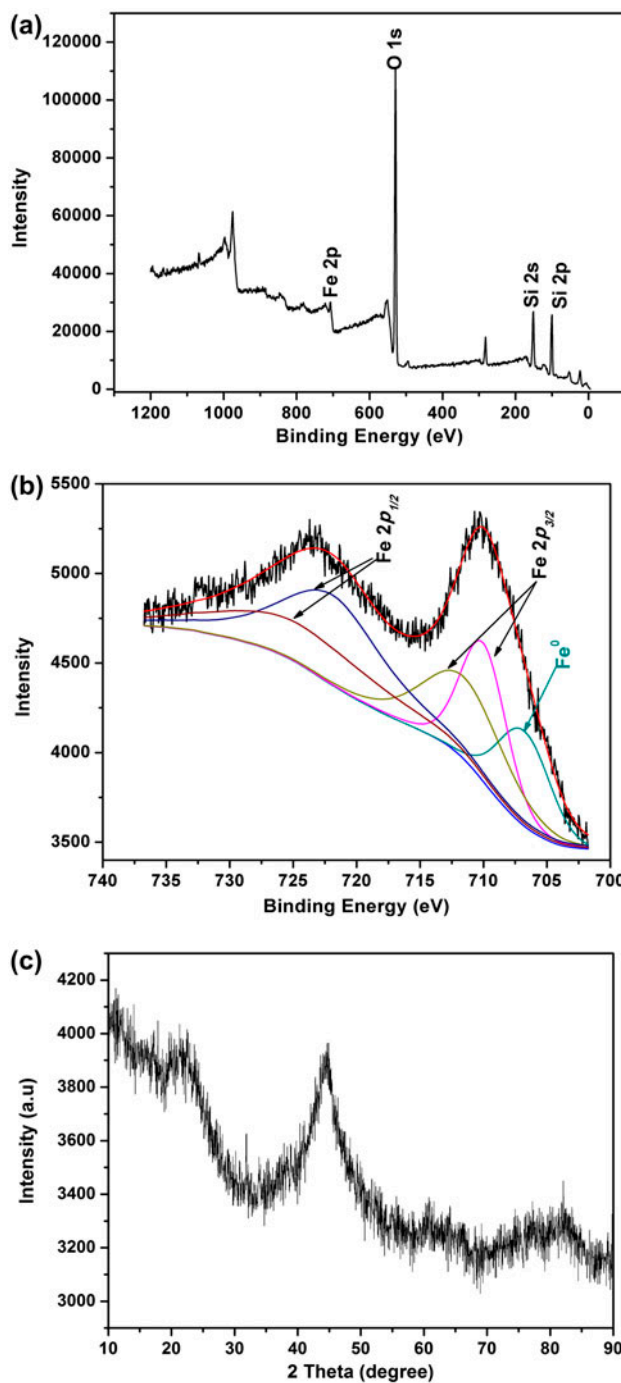 (a)
120000
100000
80000
60000
40000
20000
0
Intensity
O 1s
Fe 2p
Si 2s
Si 2p
1200 1000 800 600 400 200 0
Binding Energy (eV)
(b)
5500
5000
4500
4000
3500
Intensity
Fe 2p1/2
Fe 2p3/2
Fe0
740 735 730 725 720 715 710 705 700
Binding Energy (eV)
(c)
4200
4000
3800
3600
3400
3200
3000
Intensity (a.u)
10 20 30 40 50 60 70 80 90
2 Theta (degree)